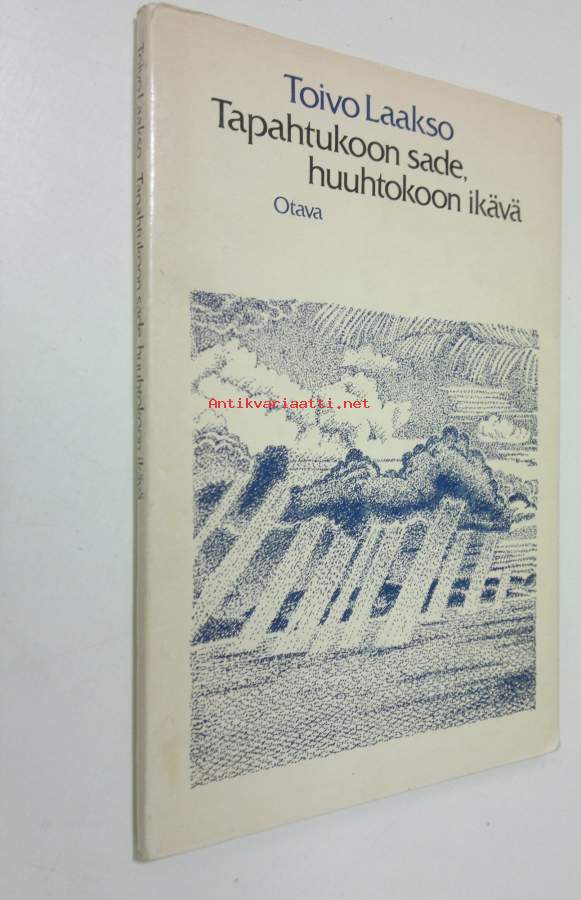 Toivo Laakso
Tapahtukoon sade,
huuhtokoon ikävä
Otava
Antikvariaatti.net
Toivo Laakso Tapahtukoon sade, huuhtokoon ikävä